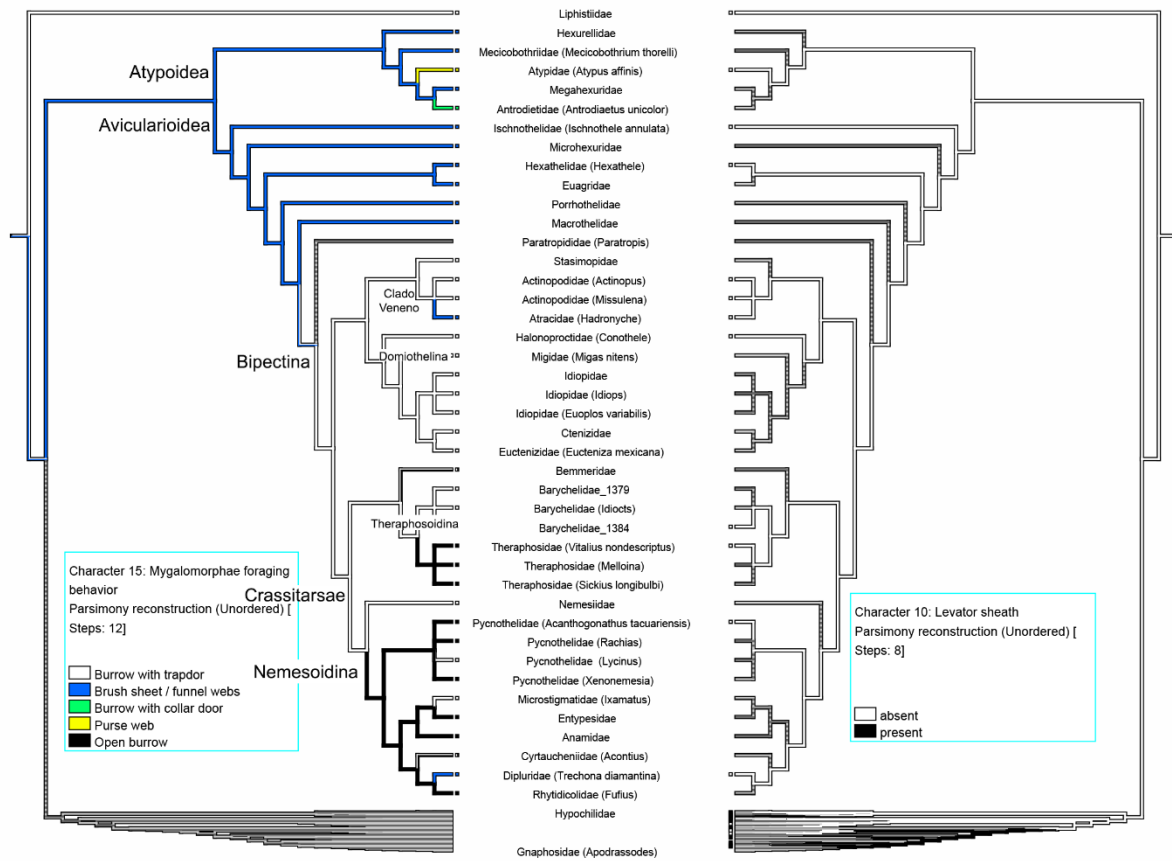 Liphistiidae
Hexurellidae
Mecicobothriidae (Mecicobothrium thorelli)
Atypoidea
Atypidae (Atypus affinis)
Megahexuridae
Antrodietidae (Antrodiaetus unicolor)
Avicularioidea
Ischnothelidae (Ischnothele annulata)
Microhexuridae
Hexathelidae (Hexathele)
Euagridae
Porrhothelidae
Macrothelidae
Paratropididae (Paratropis)
Stasimopidae
Actinopodidae (Actinopus)
Clado
Veneno
Actinopodidae (Missulena)
Atracidae (Hadronyche)
Halonoproctidae (Conothele)
Bipectina
Domiothelina
Migidae (Migas nitens)
Idiopidae
Idiopidae (Idiops)
Idiopidae (Euoplos variabilis)
Ctenizidae
Euctenizidae (Eucteniza mexicana)
Bemmeridae
Barychelidae_1379
Barychelidae (Idiocts)
Theraphosoidina
Barychelidae_1384
Theraphosidae (Vitalius nondescriptus)
Theraphosidae (Melloina)
Theraphosidae (Sickius longibulbi)
Crassitarsae
Nemesiidae
Pycnothelidae (Acanthogonathus tacuariensis)
Pycnothelidae (Rachias)
Pycnothelidae (Lycinus)
Nemesoidina
Pycnothelidae (Xenonemesia)
Microstigmatidae (Ixamatus)
Entypesidae
Anamidae
Cyrtaucheniidae (Acontius)
Dipluridae (Trechona diamantina)
Rhytidicolidae (Fufius)
Hypochilidae
Gnaphosidae (Apodrassodes)
Character 15: Mygalomorphae foraging
behavior
Parsimony reconstruction (Unordered) [
Steps: 12]
Burrow with trapdor
Brush sheet / funnel webs
Burrow with collar door
Purse web
Open burrow
Character 10: Levator sheath
Parsimony reconstruction (Unordered) [
Steps: 8]
absent
present